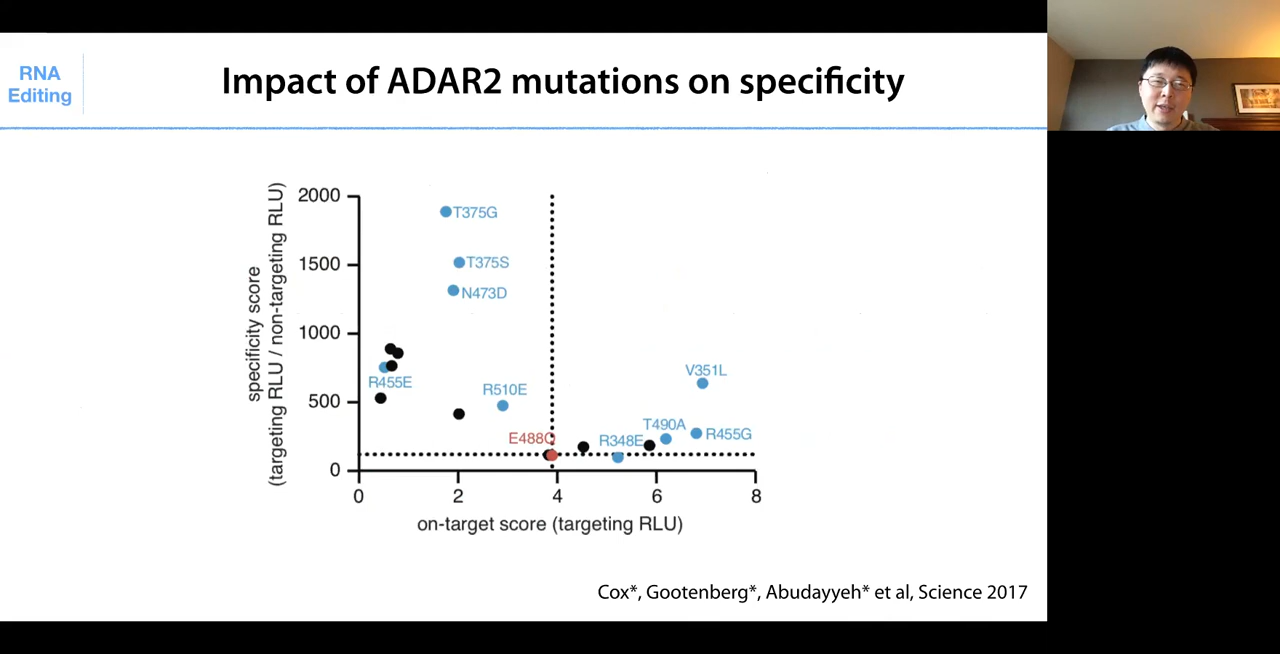 RNA
Editing
Impact of ADAR2 mutations on specificity
specificity score
(targeting RLU / non-targeting RLU)
2000
1500
1000
500
0
T375G
T375S
N473D
R455E
R510E
E488Q
V351L
T490A
R348E
R455G
0 2 4 6 8
on-target score (targeting RLU)
Cox*, Gootenberg*, Abudayyeh* et al, Science 2017